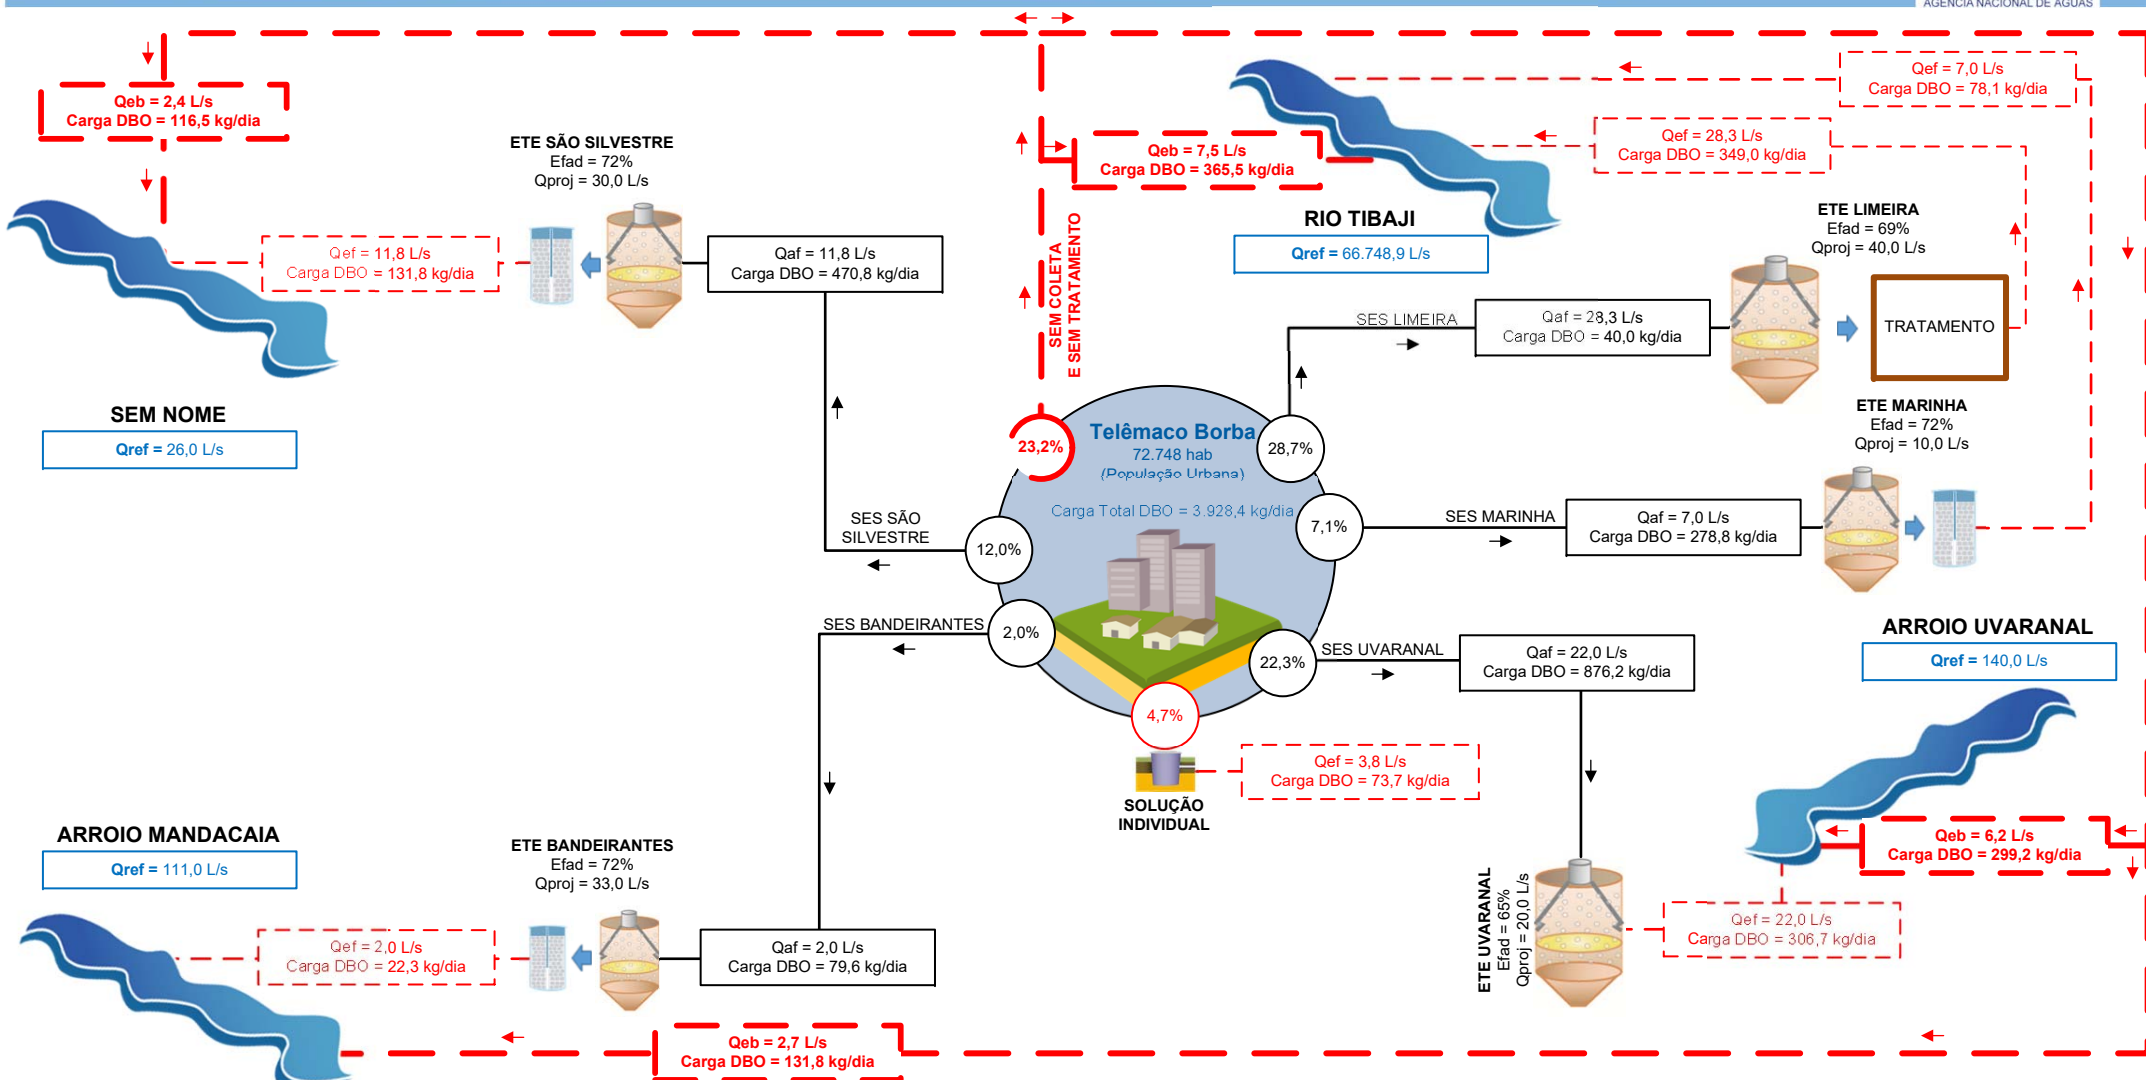 AGÊNCIA NACIONAL DE ÁGUAS
Qeb = 2,4 L/s
Carga DBO = 116,5 kg/dia
ETE SÃO SILVESTRE
Efad = 72%
Qproj = 30,0 L/s
Qef = 11,8 L/s
Carga DBO = 131,8 kg/dia
Qaf = 11,8 L/s
Carga DBO = 470,8 kg/dia
SEM NOME
Qref = 26,0 L/s
SEM COLETA
E SEM TRATAMENTO
Qeb = 7,5 L/s
Carga DBO = 365,5 kg/dia
Qef = 7,0 L/s
Carga DBO = 78,1 kg/dia
Qef = 28,3 L/s
Carga DBO = 349,0 kg/dia
RIO TIBAJI
Qref = 66.748,9 L/s
ETE LIMEIRA
Efad = 69%
Qproj = 40,0 L/s
SES LIMEIRA
Qaf = 28,3 L/s
Carga DBO = 40,0 kg/dia
TRATAMENTO
ETE MARINHA
Efad = 72%
Qproj = 10,0 L/s
23,2%
Telêmaco Borba
72.748 hab
(População Urbana)
Carga Total DBO = 3.928,4 kg/dia
28,7%
7,1%
SES MARINHA
Qaf = 7,0 L/s
Carga DBO = 278,8 kg/dia
SES SÃO
SILVESTRE
12,0%
SES BANDEIRANTES
2,0%
22,3%
SES UVARANAL
Qaf = 22,0 L/s
Carga DBO = 876,2 kg/dia
ARROIO UVARANAL
Qref = 140,0 L/s
4,7%
Qef = 3,8 L/s
Carga DBO = 73,7 kg/dia
SOLUÇÃO
INDIVIDUAL
Qeb = 6,2 L/s
Carga DBO = 299,2 kg/dia
ETE UVARANAL
Efad = 65%
Qproj = 20,0 L/s
Qef = 22,0 L/s
Carga DBO = 306,7 kg/dia
ARROIO MANDACAIA
Qref = 111,0 L/s
ETE BANDEIRANTES
Efad = 72%
Qproj = 33,0 L/s
Qef = 2,0 L/s
Carga DBO = 22,3 kg/dia
Qaf = 2,0 L/s
Carga DBO = 79,6 kg/dia
Qeb = 2,7 L/s
Carga DBO = 131,8 kg/dia